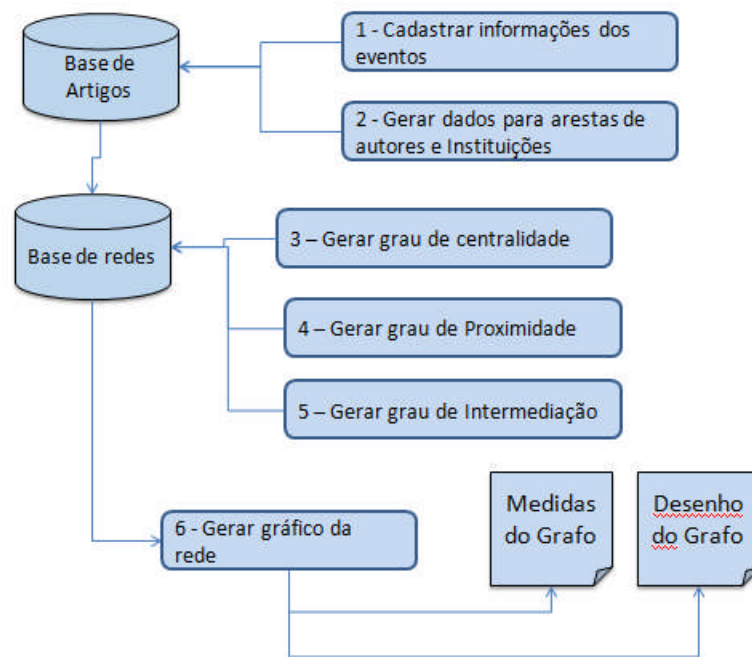 Base de
Artigos
1 - Cadastrar informações dos
eventos
2 - Gerar dados para arestas de
autores e Instituições
Base de redes
3 – Gerar grau de centralidade
4 – Gerar grau de Proximidade
5 – Gerar grau de Intermediação
6 - Gerar gráfico da
rede
Medidas
do Grafo
Desenho
do Grafo